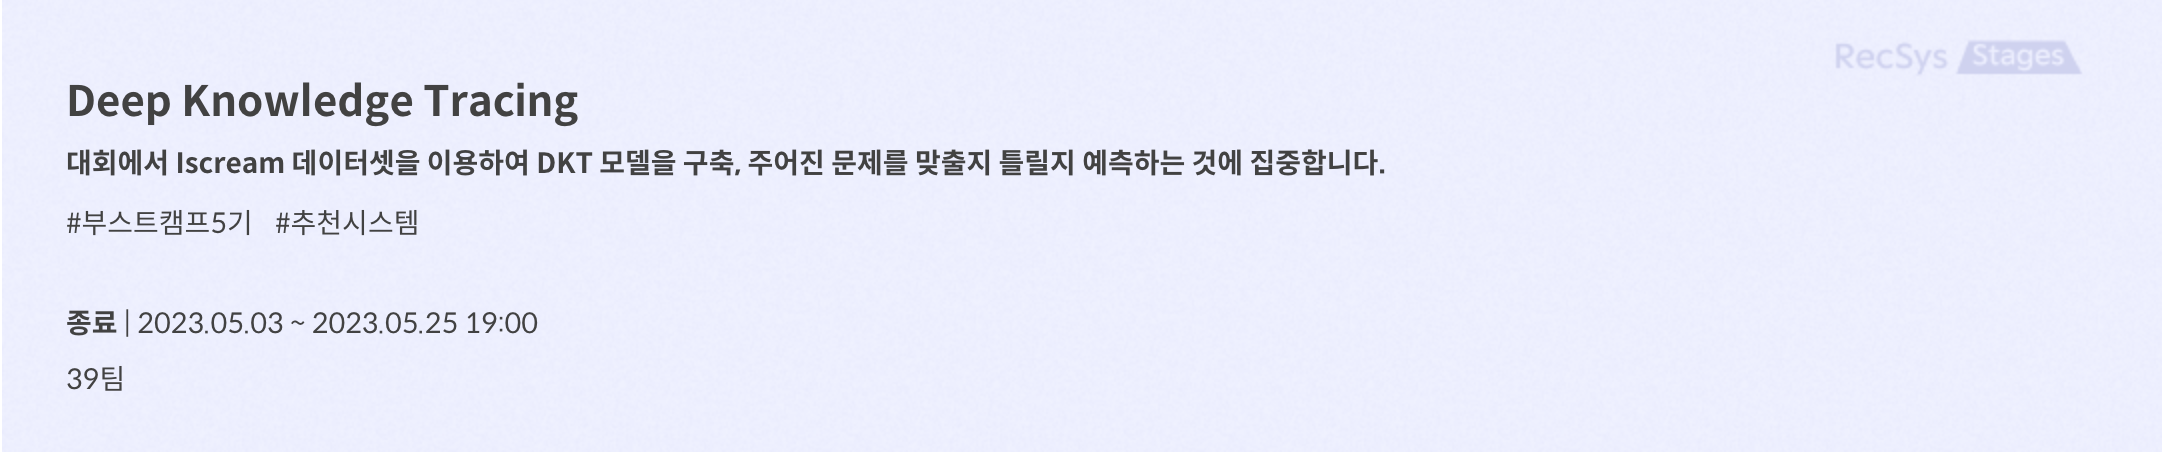 RecSys Stages
Deep Knowledge Tracing
대회에서 Iscream 데이터셋을 이용하여 DKT 모델을 구축, 주어진 문제를 맞출지 틀릴지 예측하는 것에 집중합니다.
#부스트캠프5기 #추천시스템
종료 | 2023.05.03 ~ 2023.05.25 19:00
39팀